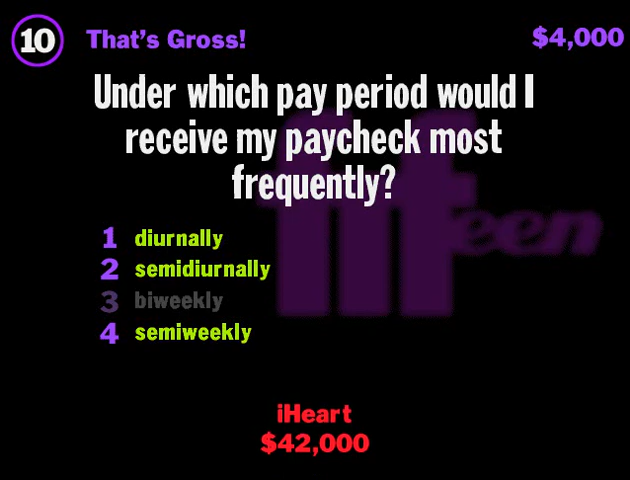 10 That's Gross! $4,000
Under which pay period would I
receive my paycheck most
frequently?
1 diurnally
2 semidiurnally
3 biweekly
4 semiweekly
fifteen
iHeart
$42,000